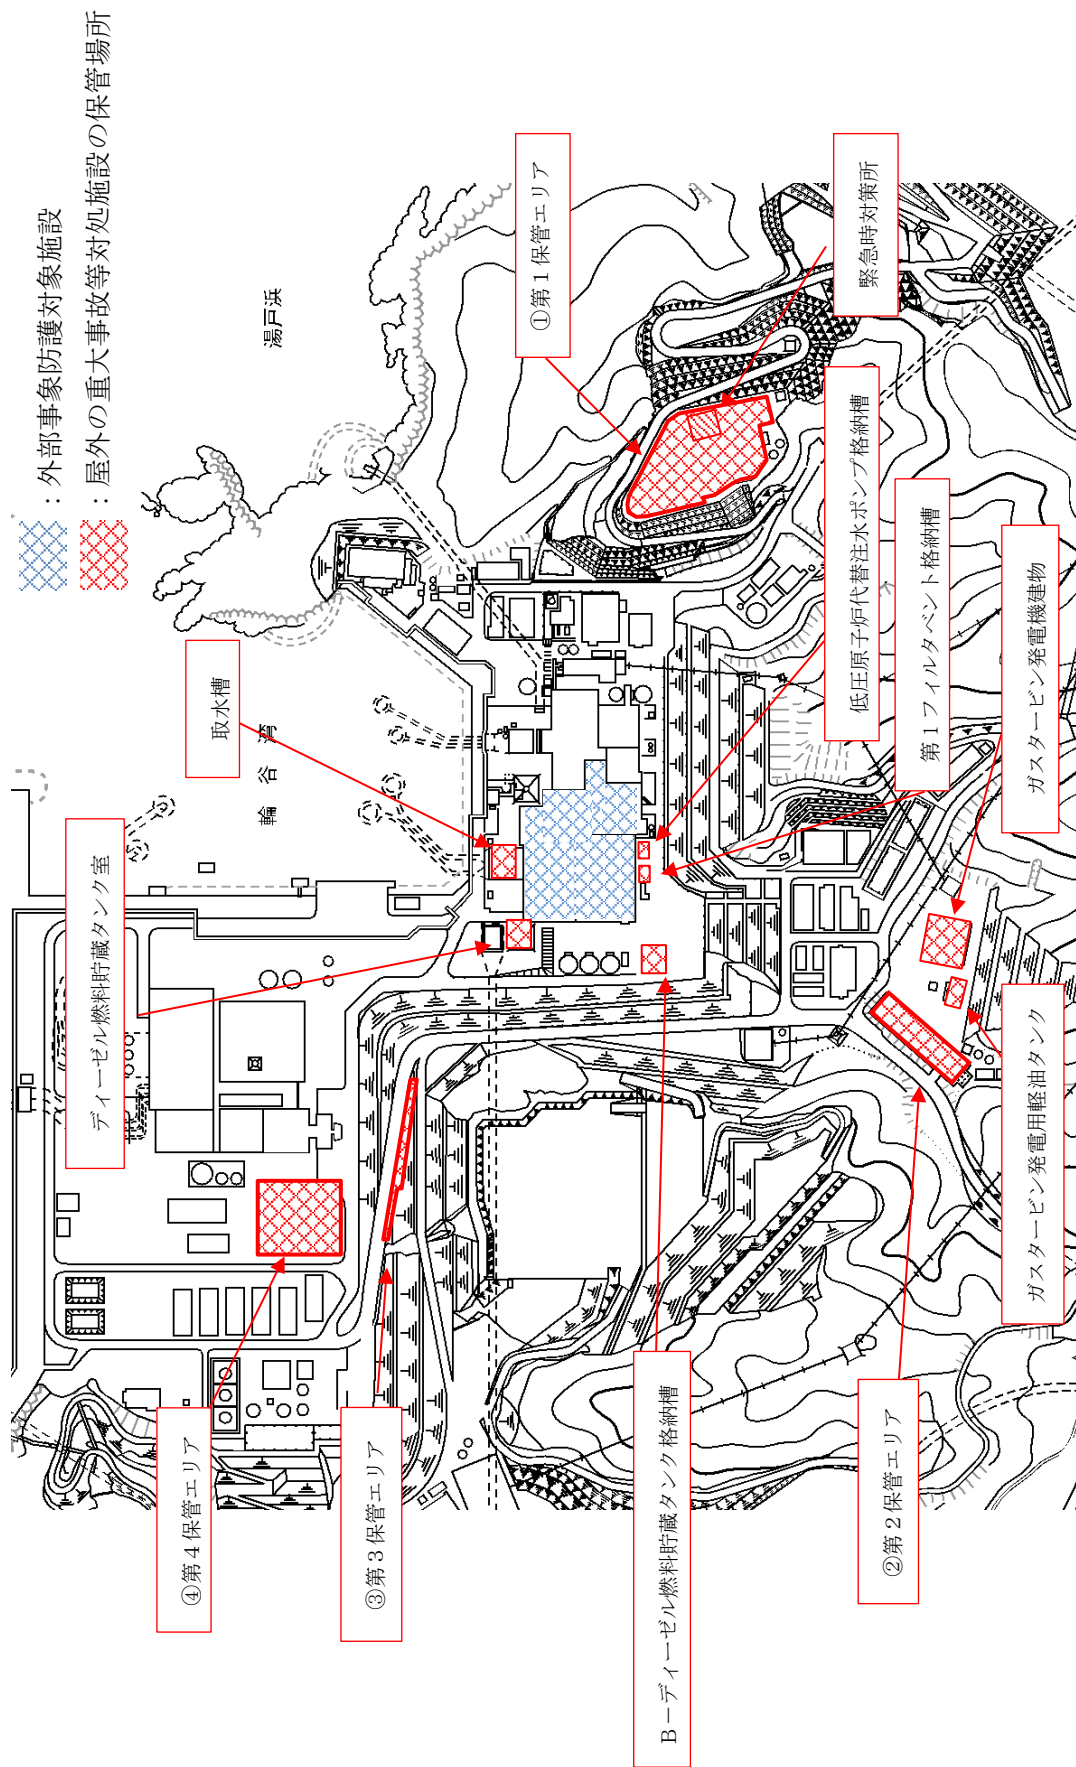 ：外部事象防護対象施設
：屋外の重大事故等対処施設の保管場所
湯戸浜
輪谷湾
①第１保管エリア
緊急時対策所
取水槽
低圧原子炉代替注水ポンプ格納槽
第１フィルタベント格納槽
ガスタービン発電機建物
ディーゼル燃料貯蔵タンク室
ガスタービン発電用軽油タンク
④第４保管エリア
③第３保管エリア
Ｂ－ディーゼル燃料貯蔵タンク格納槽
②第２保管エリア